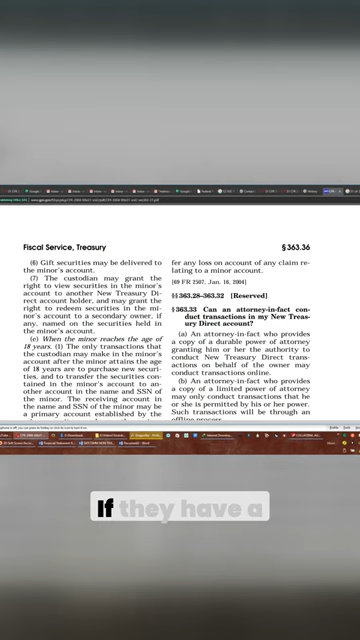 www.gpo.gov/fdsys/pkg/
Fiscal Service, Treasury
§ 363.36
(6) Gift securities may be delivered to
the minor's account.
(7) The custodian may grant the
right to view securities in the minor's
account to another New Treasury Di-
rect account holder, and may grant the
right to redeem securities in the mi-
nor's account to a secondary owner, if
any, named on the securities held in
the minor's account.
(e) When the minor reaches the age of
18 years. (1) The only transactions that
the custodian may make in the minor's
account after the minor attains the age
of 18 years are to purchase new securi-
ties, and to transfer the securities con-
tained in the minor's account to an-
other account in the name and SSN of
the minor. The receiving account in
the name and SSN of the minor may be
a primary account established by the
fer any loss on account of any claim re-
lating to a minor account.
[69 FR 2507, Jan. 16, 2004]
§§ 363.28–363.32 [Reserved]
§ 363.33 Can an attorney-in-fact con-
duct transactions in my New Treas-
ury Direct account?
(a) An attorney-in-fact who provides
a copy of a durable power of attorney
granting him or her the authority to
conduct New Treasury Direct trans-
actions on behalf of the owner may
conduct transactions online.
(b) An attorney-in-fact who provides
a copy of a limited power of attorney
may only conduct transactions that he
or she is permitted by his or her power.
Such transactions will be through an
offline process.
If they have a